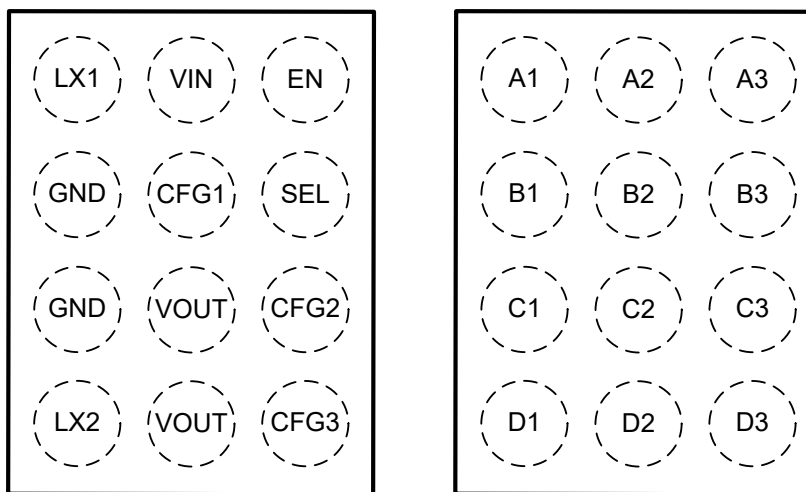 LX1 VIN EN
GND CFG1 SEL
GND VOUT CFG2
LX2 VOUT CFG3
A1 A2 A3
B1 B2 B3
C1 C2 C3
D1 D2 D3